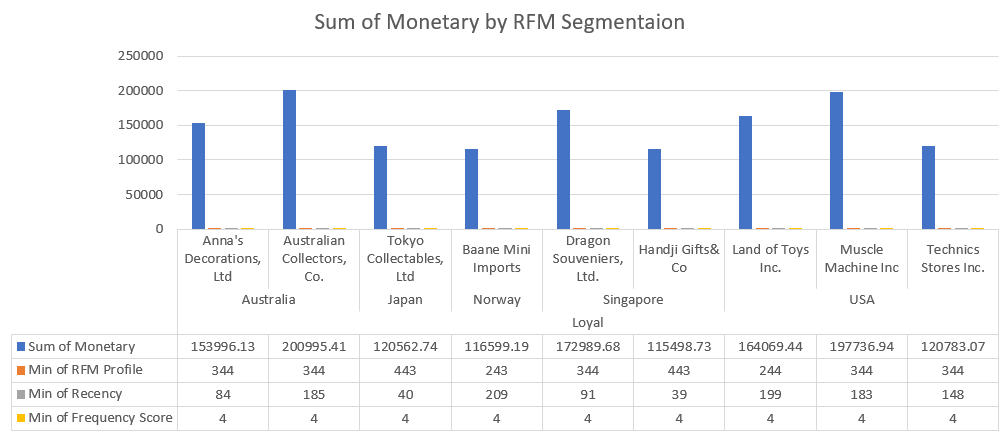 Sum of Monetary by RFM Segmentaion
250000
200000
150000
100000
50000
0
Anna's Decorations, Ltd
Australian Collectors, Co.
Tokyo Collectables, Ltd
Baane Mini Imports
Dragon Souveniers, Ltd.
Handji Gifts& Co
Land of Toys Inc.
Muscle Machine Inc
Technics Stores Inc.
Australia Japan Norway Singapore USA
Loyal
Sum of Monetary 153996.13 200995.41 120562.74 116599.19 172989.68 115498.73 164069.44 197736.94 120783.07
Min of RFM Profile 344 344 443 243 344 443 244 344 344
Min of Recency 84 185 40 209 91 39 199 183 148
Min of Frequency Score 4 4 4 4 4 4 4 4 4